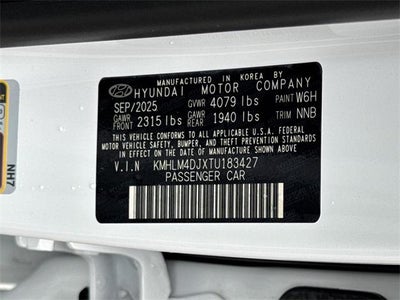 MANUFACTURED IN KOREA BY
HYUNDAI MOTOR COMPANY
SEP/2025 GVWR 4079 lbs PAINT W6H
GAWR FRONT 2315 lbs GAWR REAR 1940 lbs TRIM NNB
THIS VEHICLE CONFORMS TO ALL APPLICABLE U.S.A FEDERAL
MOTOR VEHICLE SAFETY, BUMPER, AND THEFT PREVENTION STANDARDS
IN EFFECT ON THE DATE OF MANUFACTURE SHOWN ABOVE.
V.I.N KMHLM4DJXTU183427
PASSENGER CAR
NH7